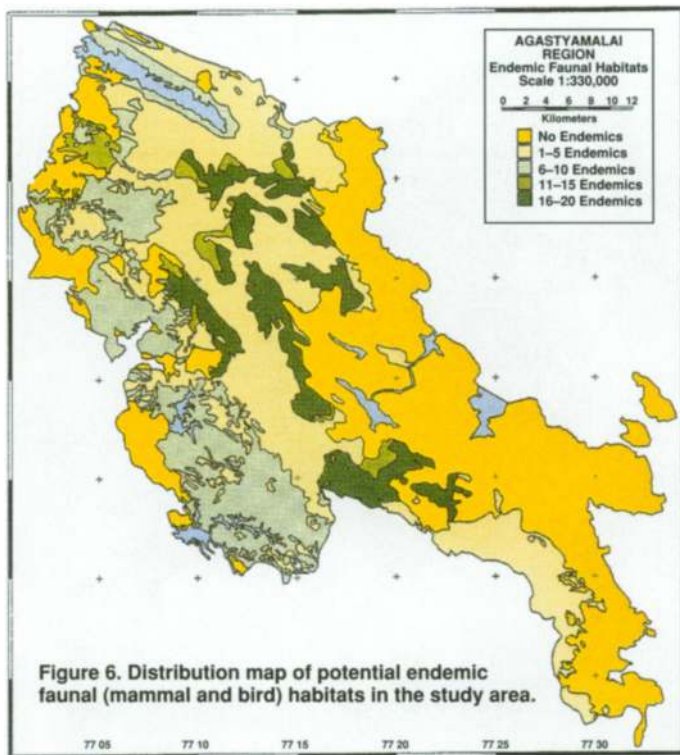 AGASTYAMALAI
REGION
Endemic Faunal Habitats
Scale 1:330,000
0 2 4 6 8 10 12
Kilometers
No Endemics
1–5 Endemics
6–10 Endemics
11–15 Endemics
16–20 Endemics
Figure 6. Distribution map of potential endemic
faunal (mammal and bird) habitats in the study area.
77 05 77 10 77 15 77 20 77 25 77 30